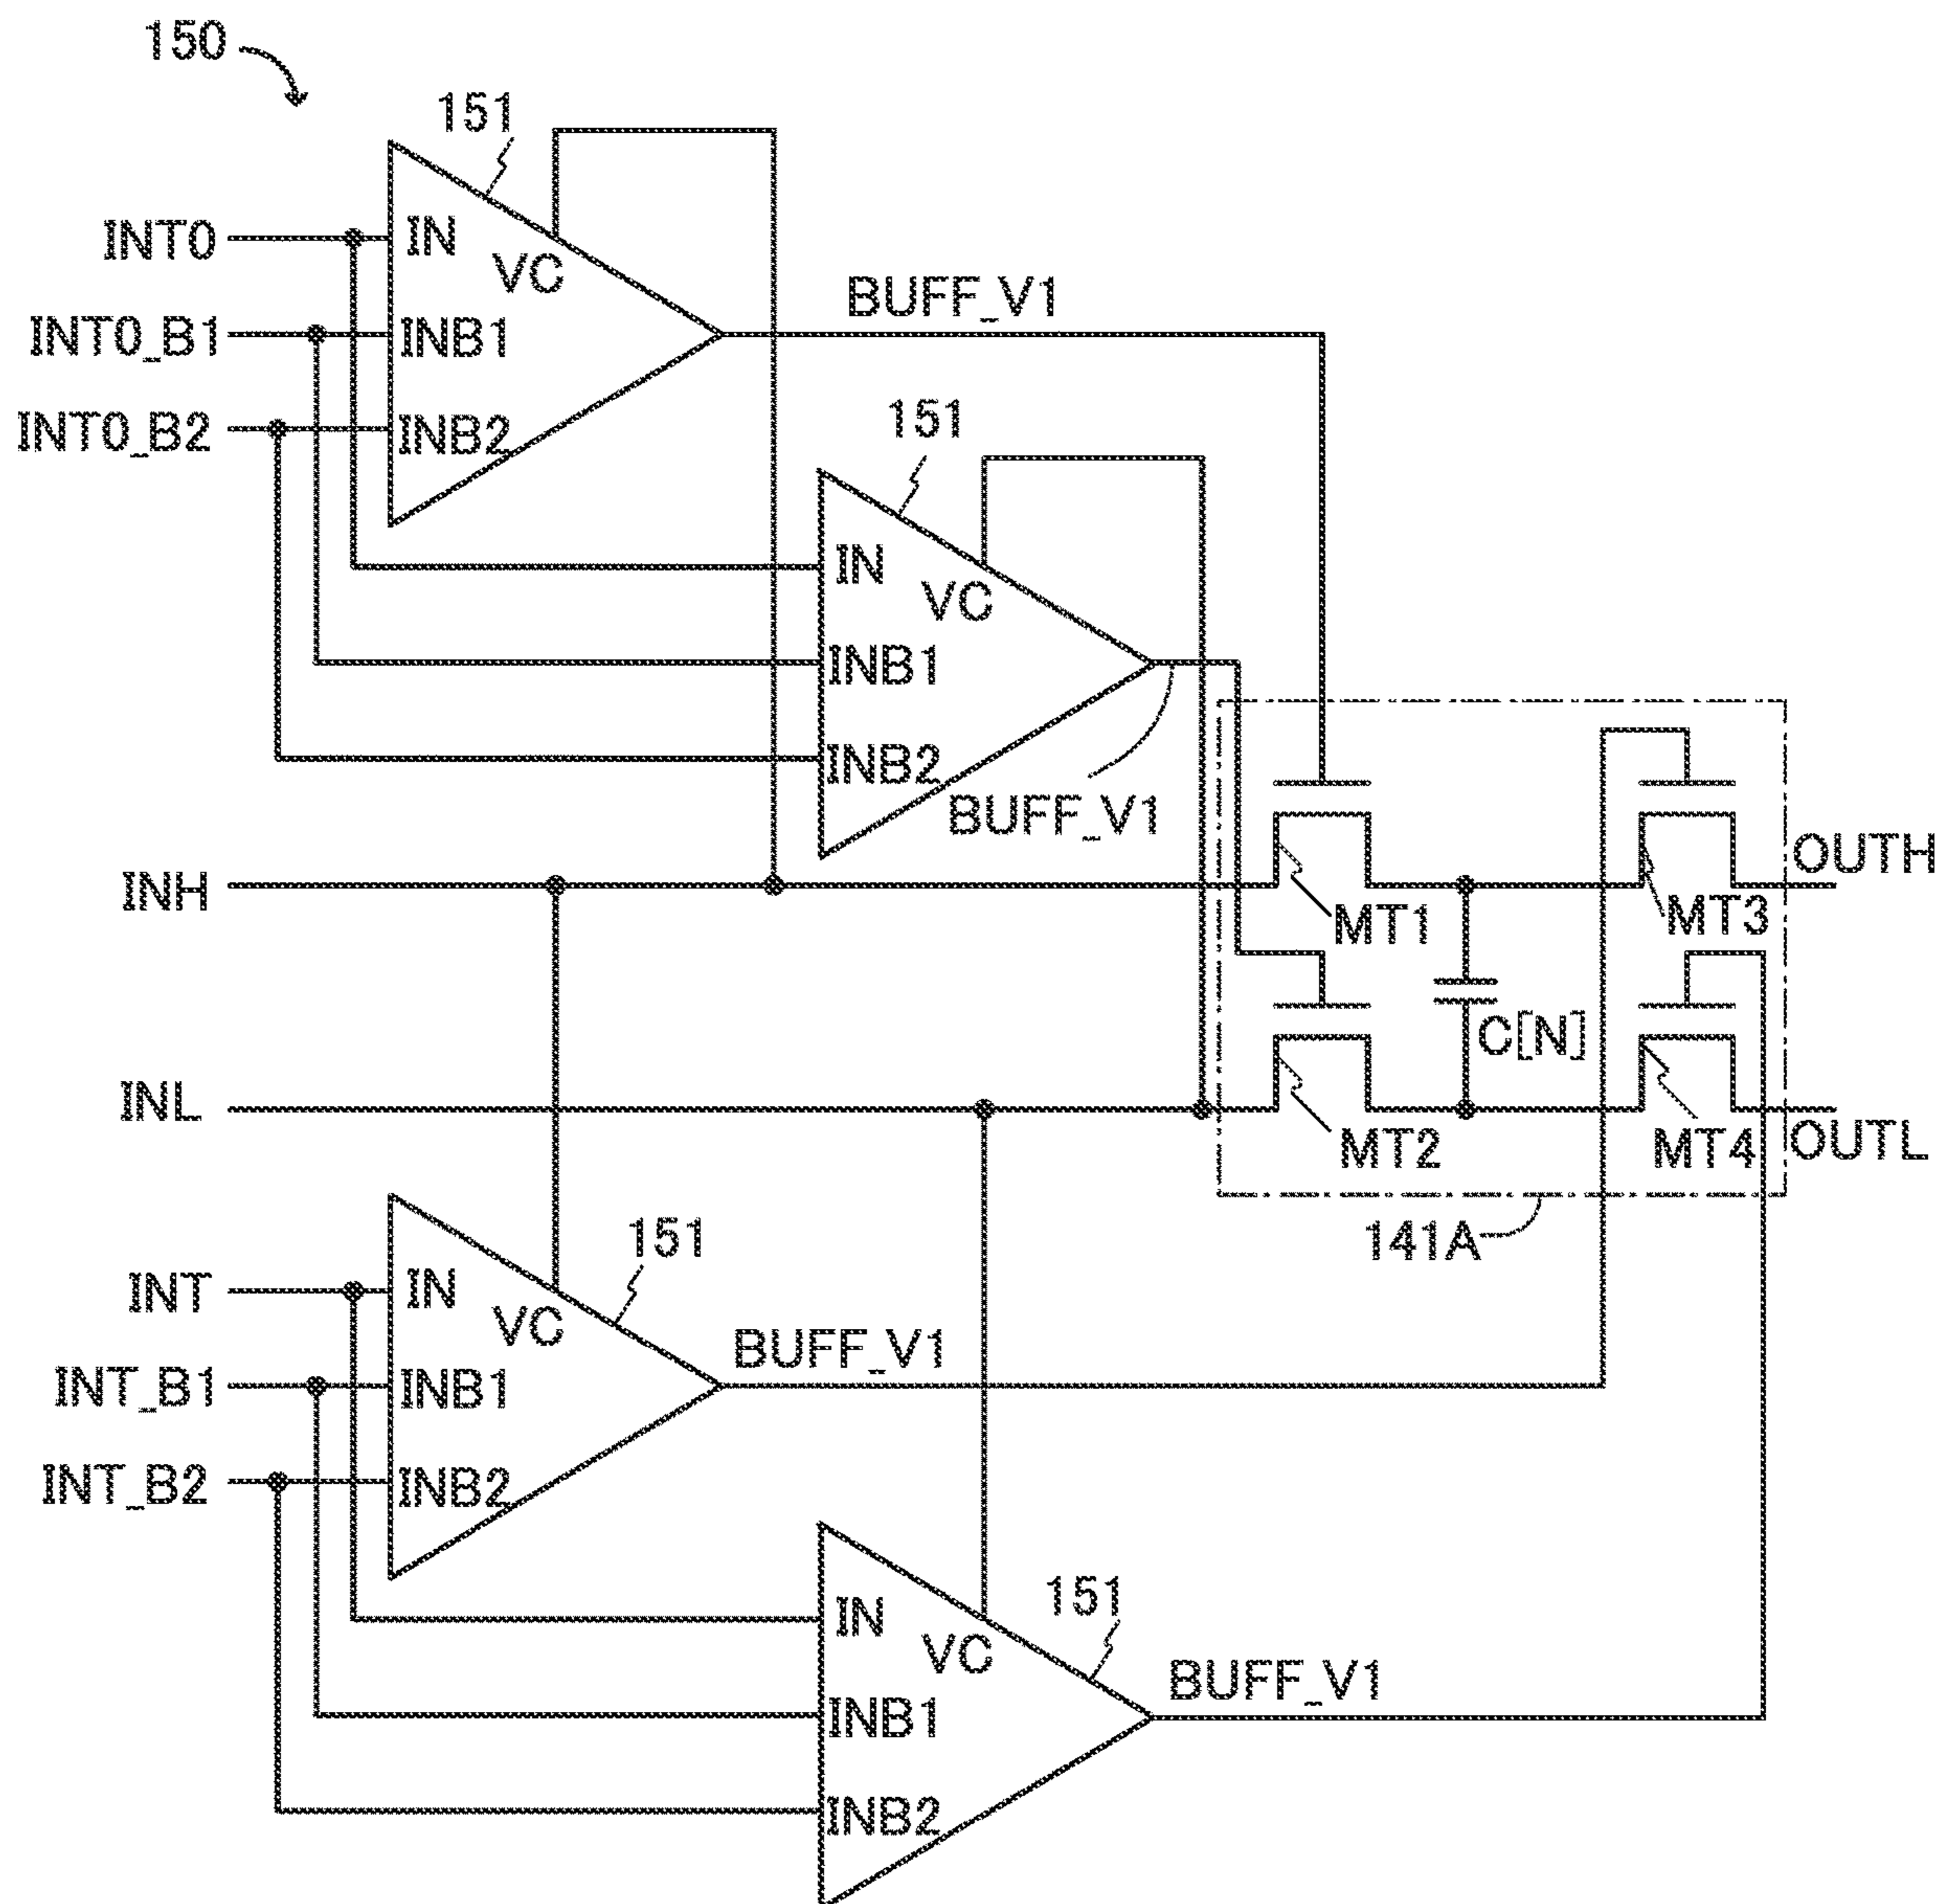 150
151
INT0
IN
VC
INT0_B1
INB1
BUFF_V1
INT0_B2
INB2
151
IN
VC
INB1
INB2
BUFF_V1
INH
OUTH
MT1
MT3
C[N]
INL
MT2
MT4
OUTL
141A
151
INT
IN
VC
BUFF_V1
INT_B1
INB1
INT_B2
INB2
151
IN
VC
BUFF_V1
INB1
INB2